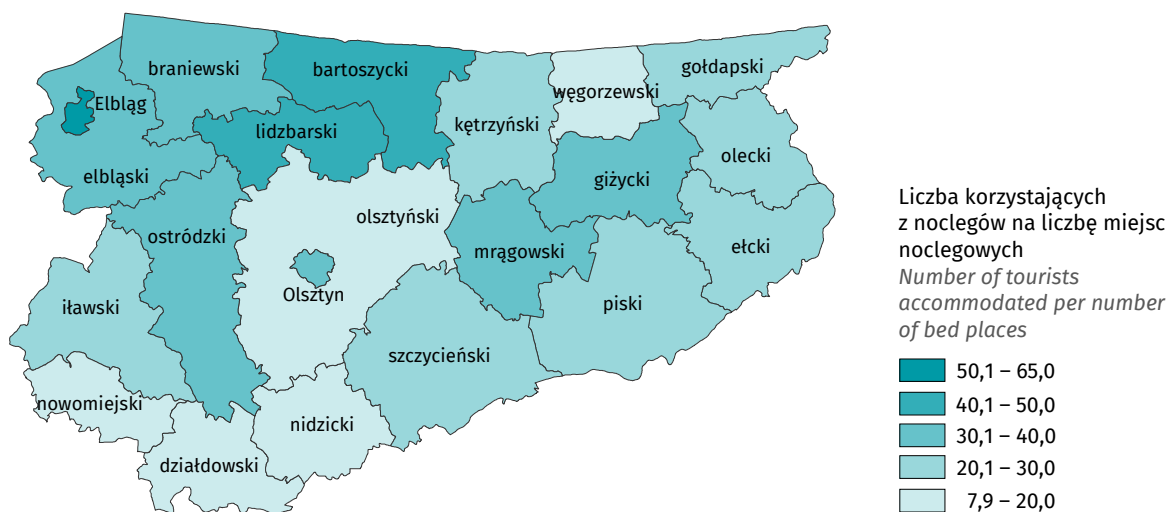 braniewski
bartoszycki
gołdapski
węgorzewski
Elbląg
kętrzyński
lidzbarski
olecki
elbląski
giżycki
olsztyński
ostródzki
mrągowski
ełcki
Olsztyn
iławski
piski
szczycieński
nowomiejski
nidzicki
działdowski
Liczba korzystających
z noclegów na liczbę miejsc
noclegowych
Number of tourists
accommodated per number
of bed places
50,1 – 65,0
40,1 – 50,0
30,1 – 40,0
20,1 – 30,0
7,9 – 20,0